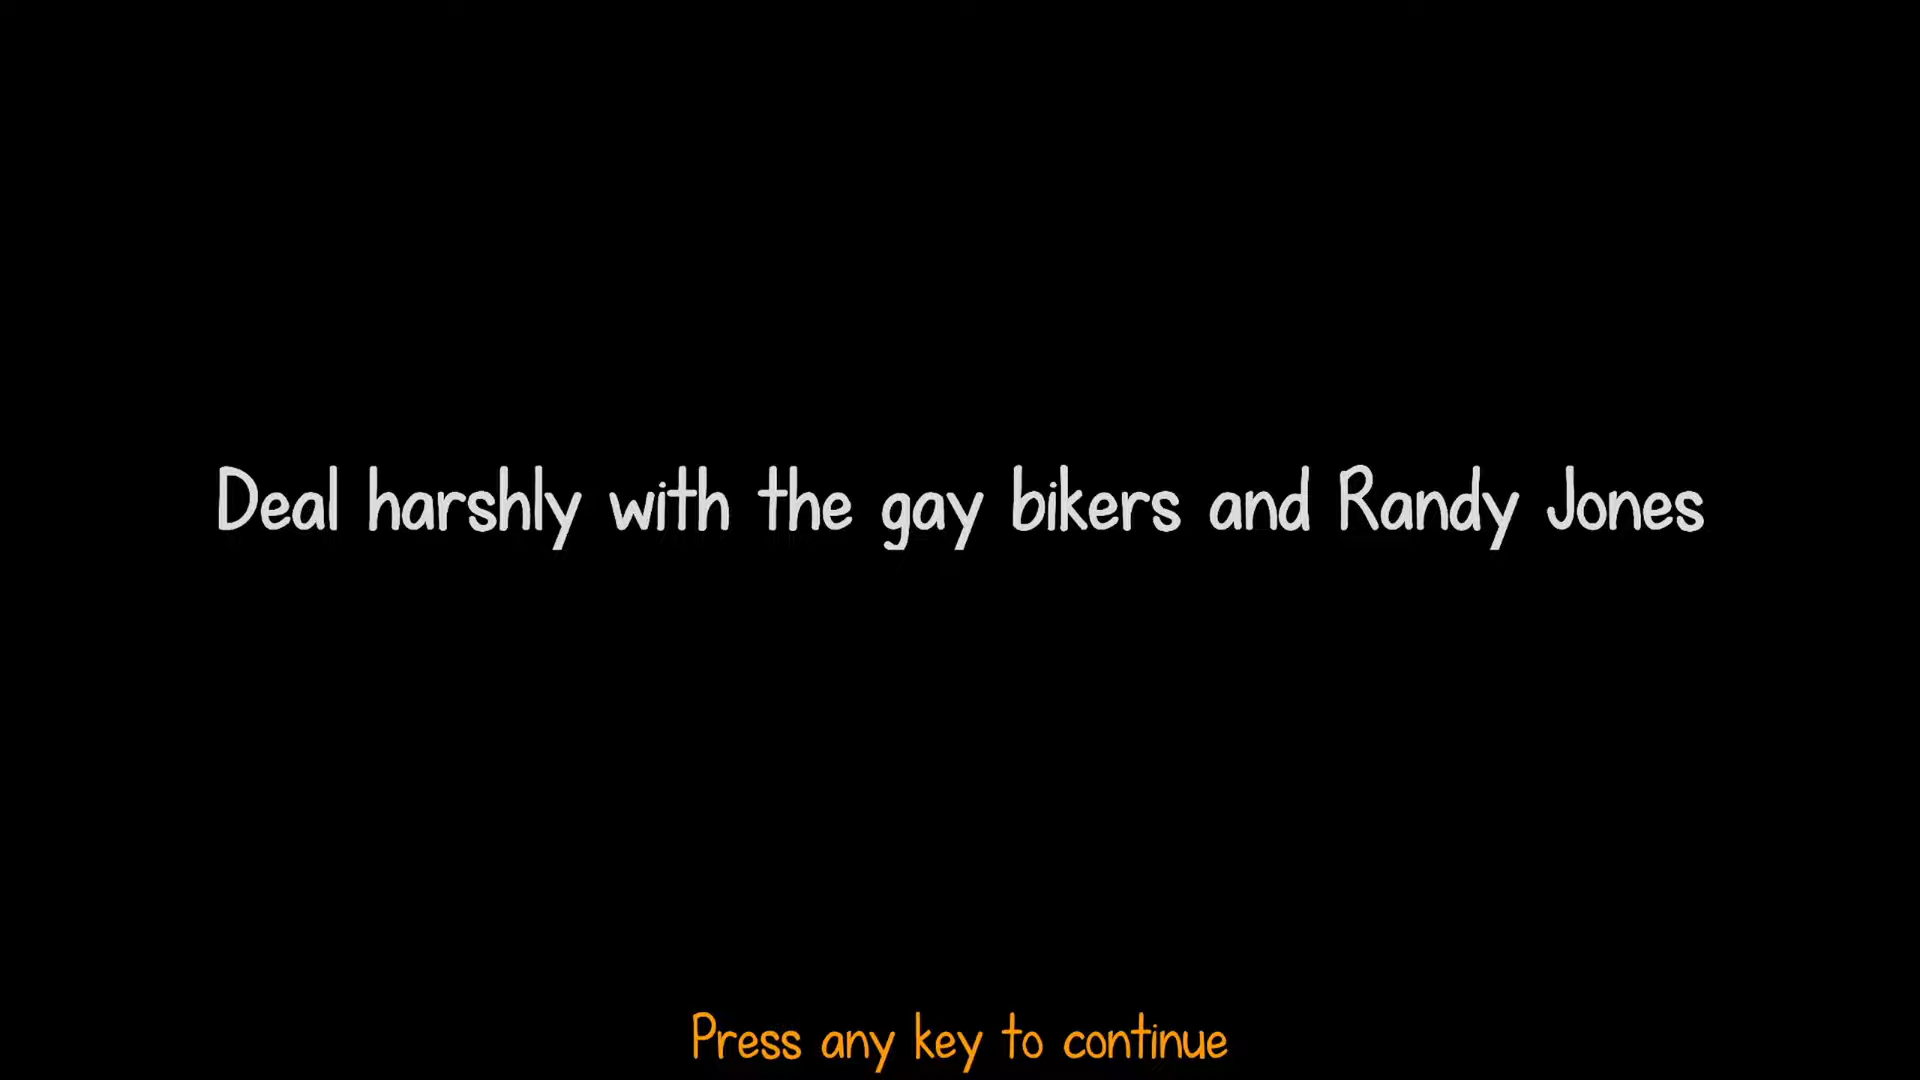 Deal harshly with the gay bikers and Randy Jones
Press any key to continue